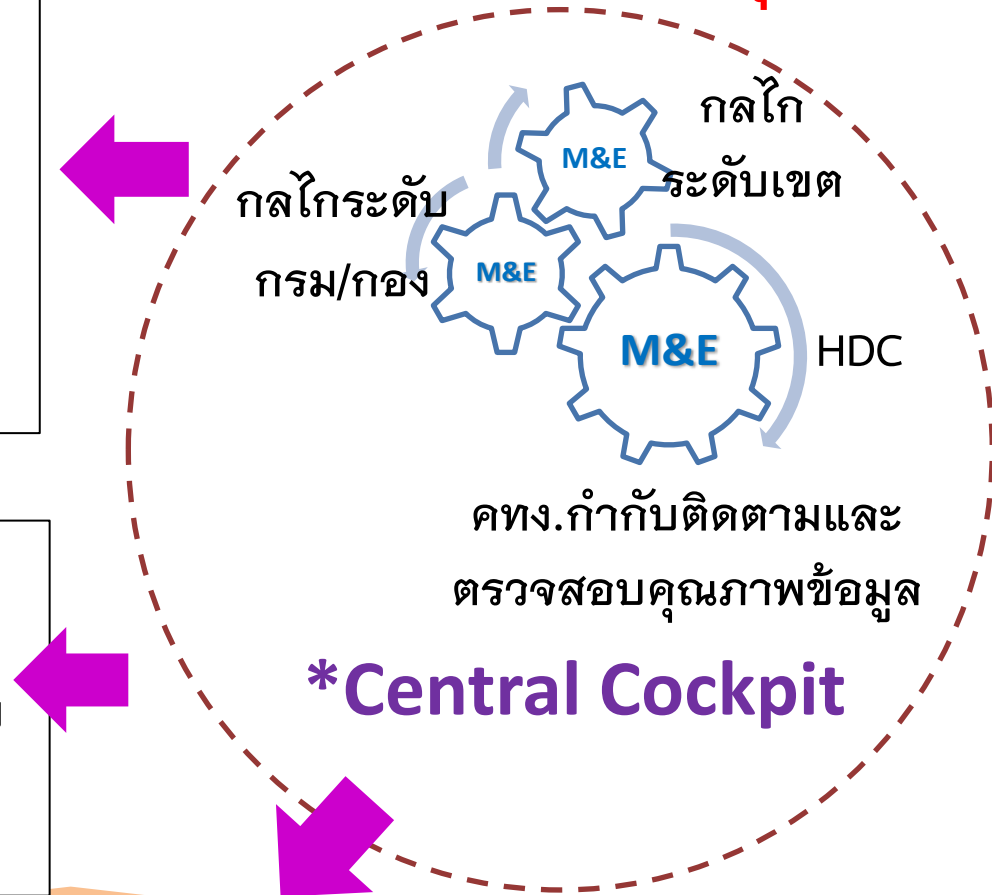 กลไก
ระดับเขต
M&E
กลไกระดับ
กรม/กอง
M&E
M&E
HDC
คทง.กำกับติดตามและ
ตรวจสอบคุณภาพข้อมูล
*Central Cockpit